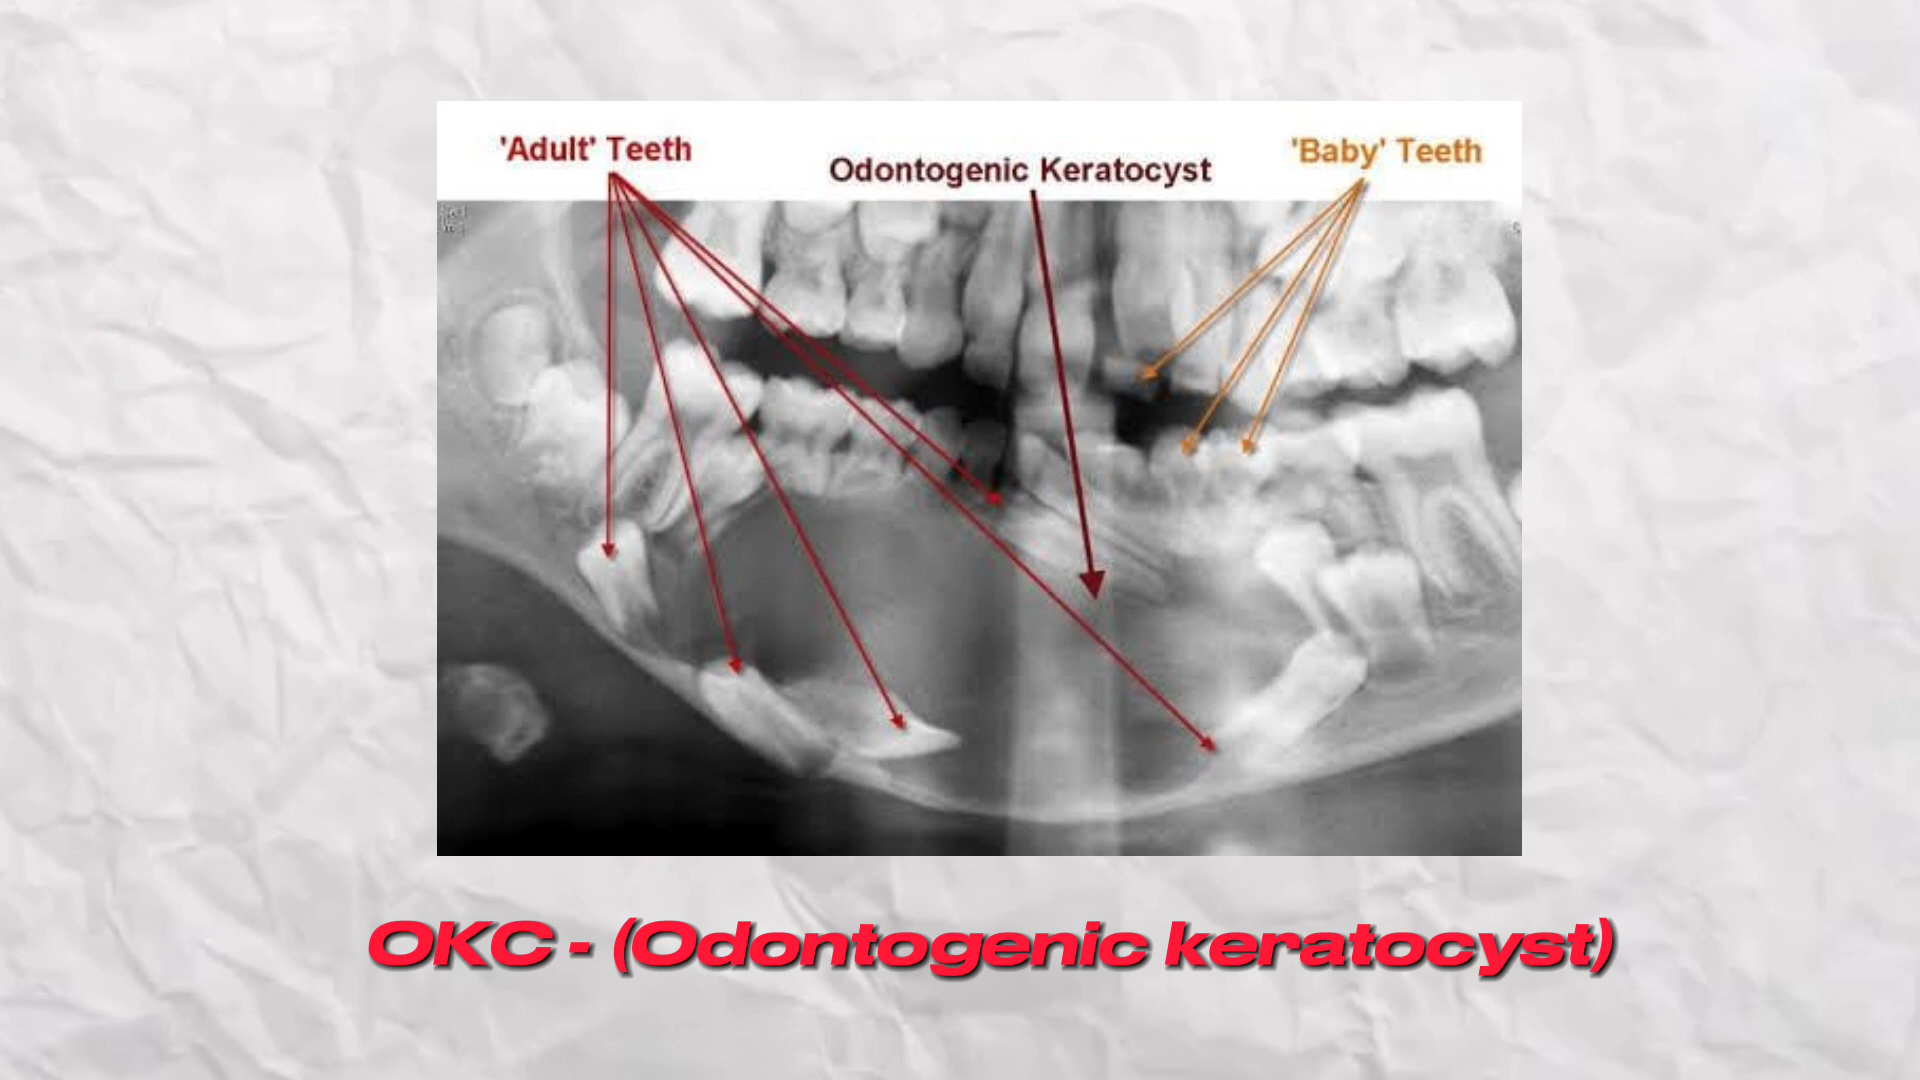 'Adult' Teeth
Odontogenic Keratocyst
'Baby' Teeth
OKC - (Odontogenic keratocyst)